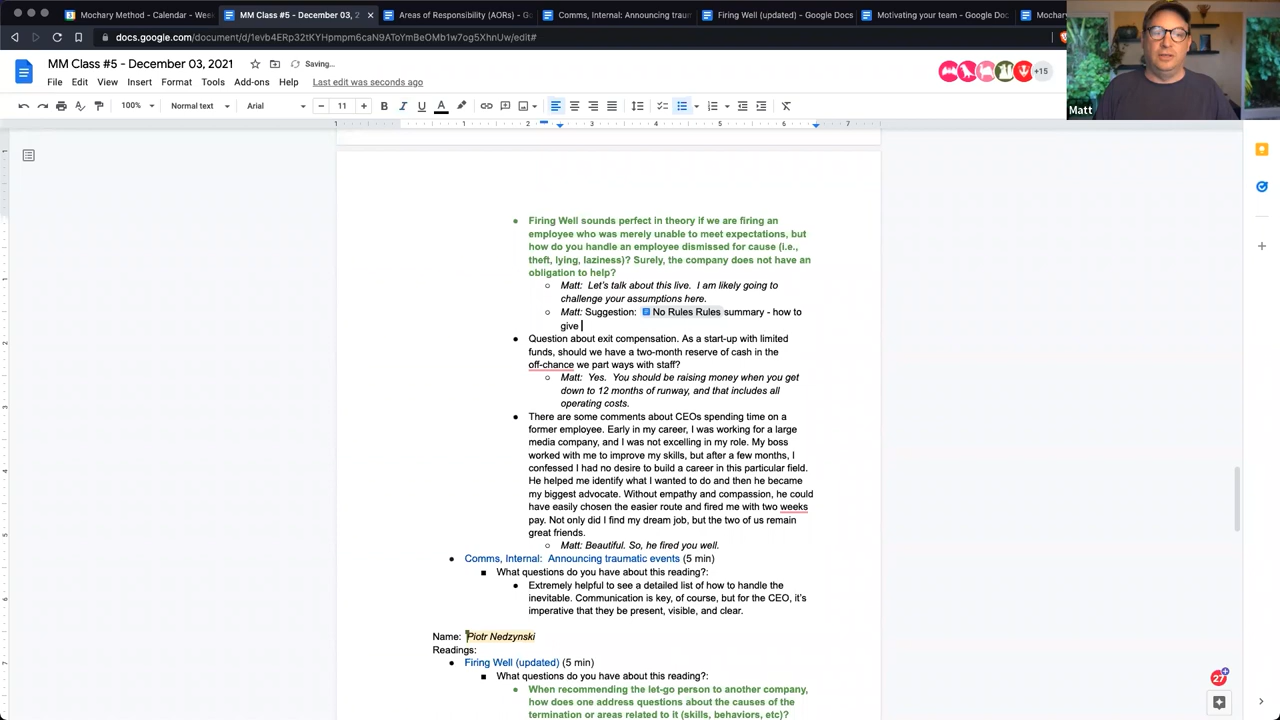 Mochary Method - Calendar - Wee
MM Class #5 - December 03, 2
Areas of Responsibility (AORs) -
Comms, Internal: Announcing traun
Firing Well (updated) - Google Docs
Motivating your team - Google Doc
Mochar
docs.google.com/document/d/1evb4ERp32tKYHpmpm6caN9AToYmBeOMb1w7og5XhnUw/edit#
MM Class #5 - December 03, 2021
Saving...
+15
File Edit View Insert Format Tools Add-ons Help Last edit was seconds ago
100% Normal text Arial 11
Matt
1 1 2 3 4 5 6 7
Firing Well sounds perfect in theory if we are firing an
employee who was merely unable to meet expectations, but
how do you handle an employee dismissed for cause (i.e.,
theft, lying, laziness)? Surely, the company does not have an
obligation to help?
Matt: Let's talk about this live. I am likely going to
challenge your assumptions here.
Matt: Suggestion: No Rules Rules summary - how to
give
Question about exit compensation. As a start-up with limited
funds, should we have a two-month reserve of cash in the
off-chance we part ways with staff?
Matt: Yes. You should be raising money when you get
down to 12 months of runway, and that includes all
operating costs.
There are some comments about CEOs spending time on a
former employee. Early in my career, I was working for a large
media company, and I was not excelling in my role. My boss
worked with me to improve my skills, but after a few months, I
confessed I had no desire to build a career in this particular field.
He helped me identify what I wanted to do and then he became
my biggest advocate. Without empathy and compassion, he could
have easily chosen the easier route and fired me with two weeks
pay. Not only did I find my dream job, but the two of us remain
great friends.
Matt: Beautiful. So, he fired you well.
Comms, Internal: Announcing traumatic events (5 min)
What questions do you have about this reading?:
Extremely helpful to see a detailed list of how to handle the
inevitable. Communication is key, of course, but for the CEO, it's
imperative that they be present, visible, and clear.
Name: Piotr Nedzynski
Readings:
Firing Well (updated) (5 min)
What questions do you have about this reading?:
When recommending the let-go person to another company,
how does one address questions about the causes of the
termination or areas related to it (skills, behaviors, etc)?
27